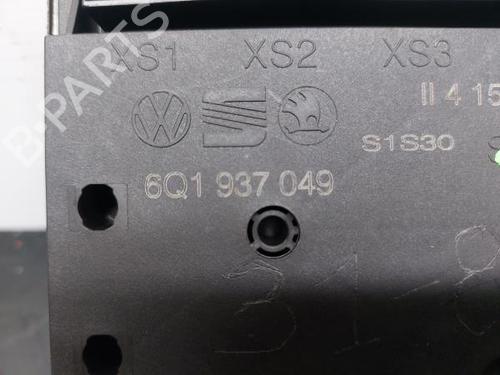 XS1 XS2 XS3
II 4 15
S1S30
6Q1 937 049
B-PARTS